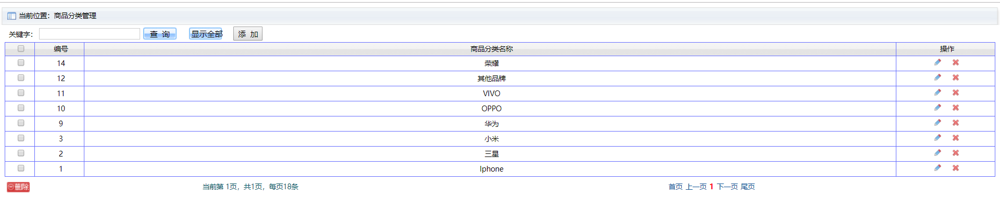 当前位置：商品分类管理
关键字： 查 询 显示全部 添 加
编号 商品分类名称 操作
14 荣耀
12 其他品牌
11 VIVO
10 OPPO
9 华为
3 小米
2 三星
1 Iphone
删除 当前第 1页，共1页，每页18条 首页 上一页 1 下一页 尾页